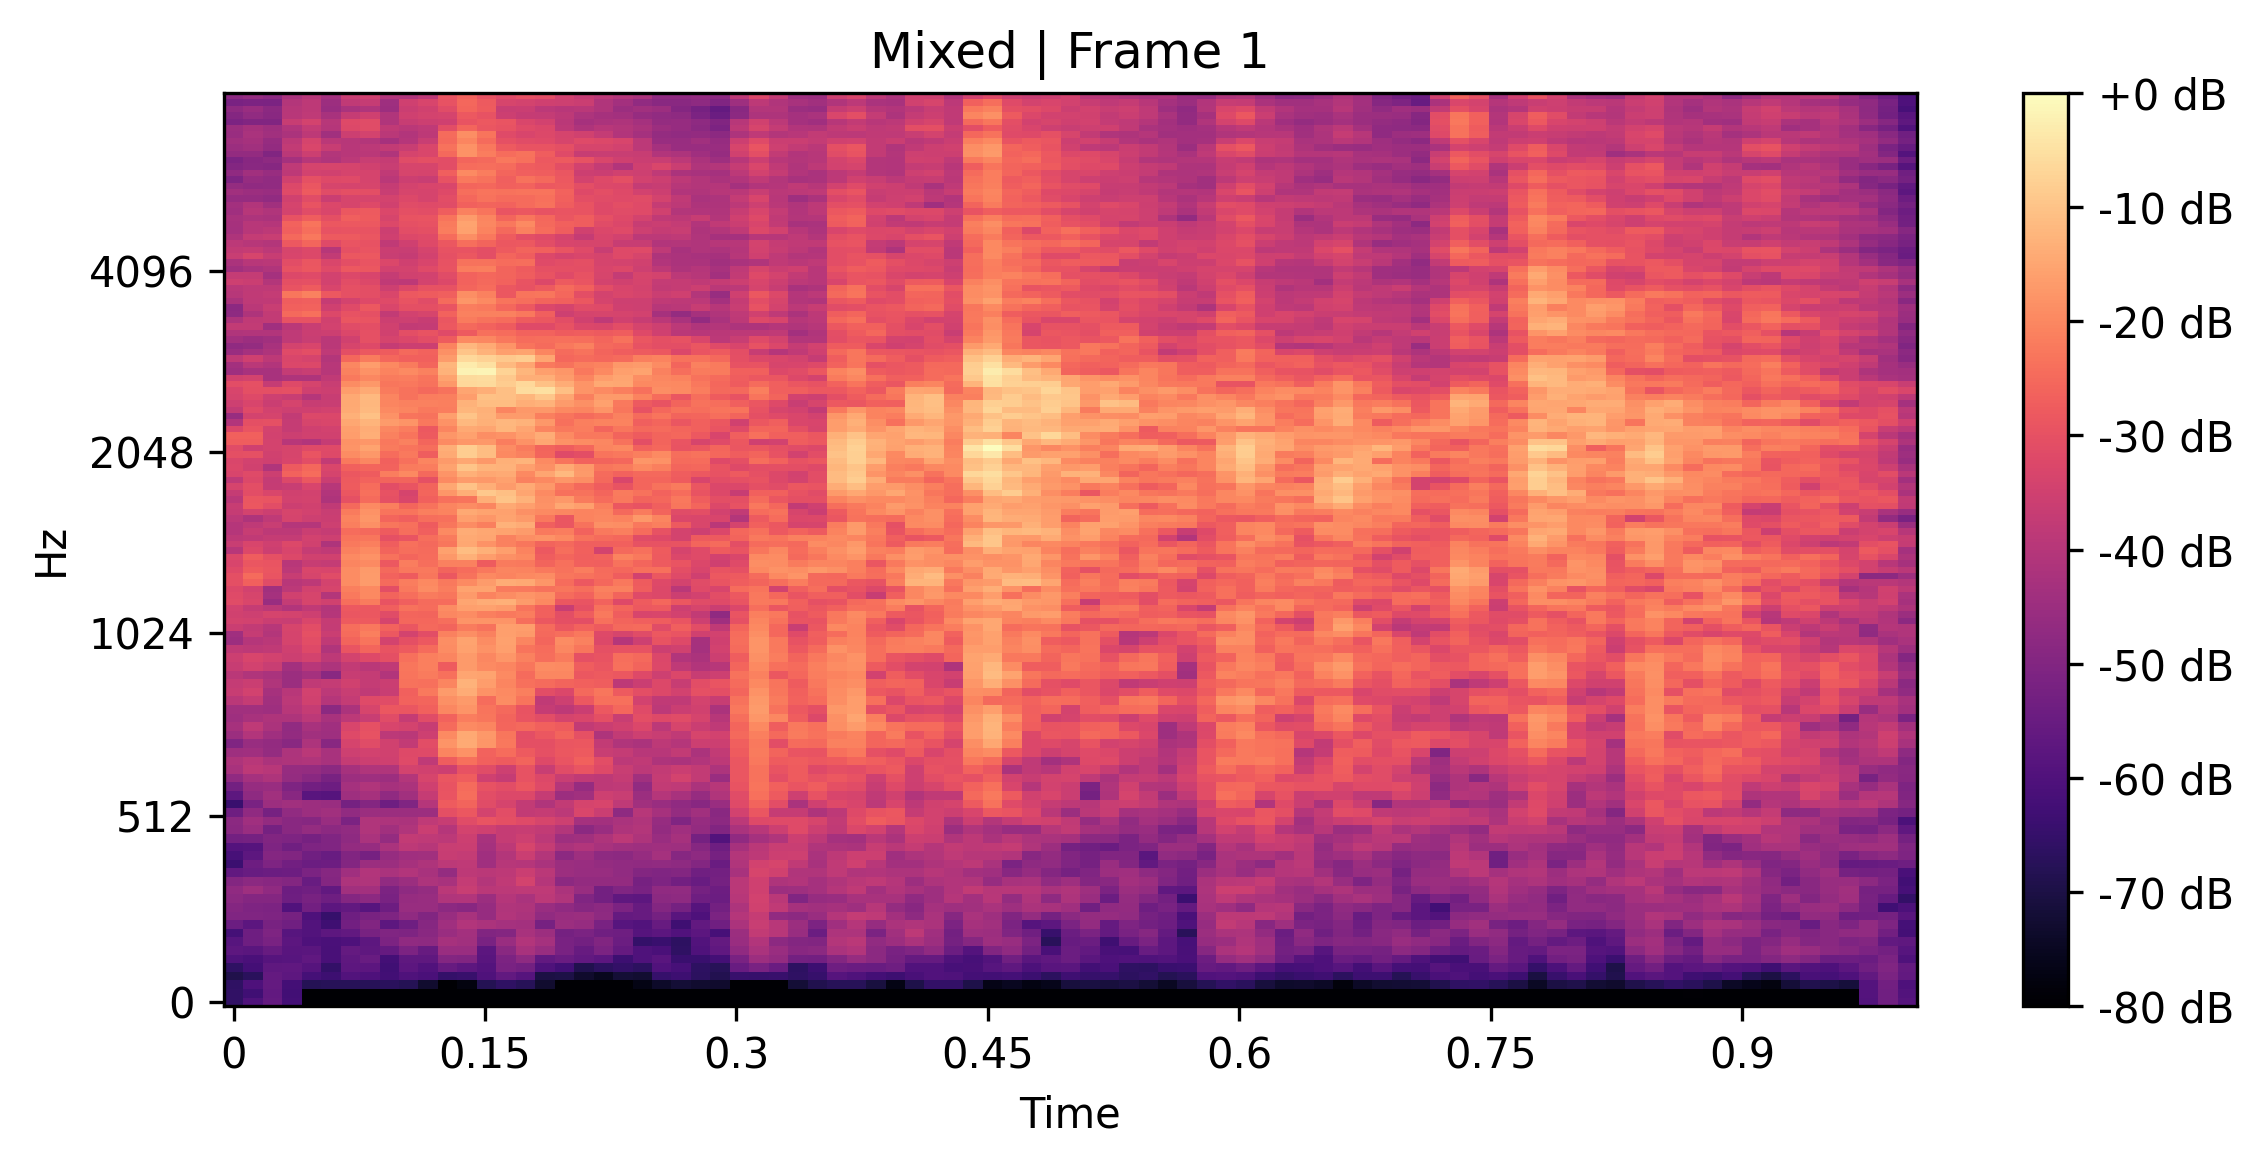 Mixed | Frame 1
+0 dB
-10 dB
-20 dB
-30 dB
-40 dB
-50 dB
-60 dB
-70 dB
-80 dB
4096
2048
1024
512
0
Hz
0 0.15 0.3 0.45 0.6 0.75 0.9
Time